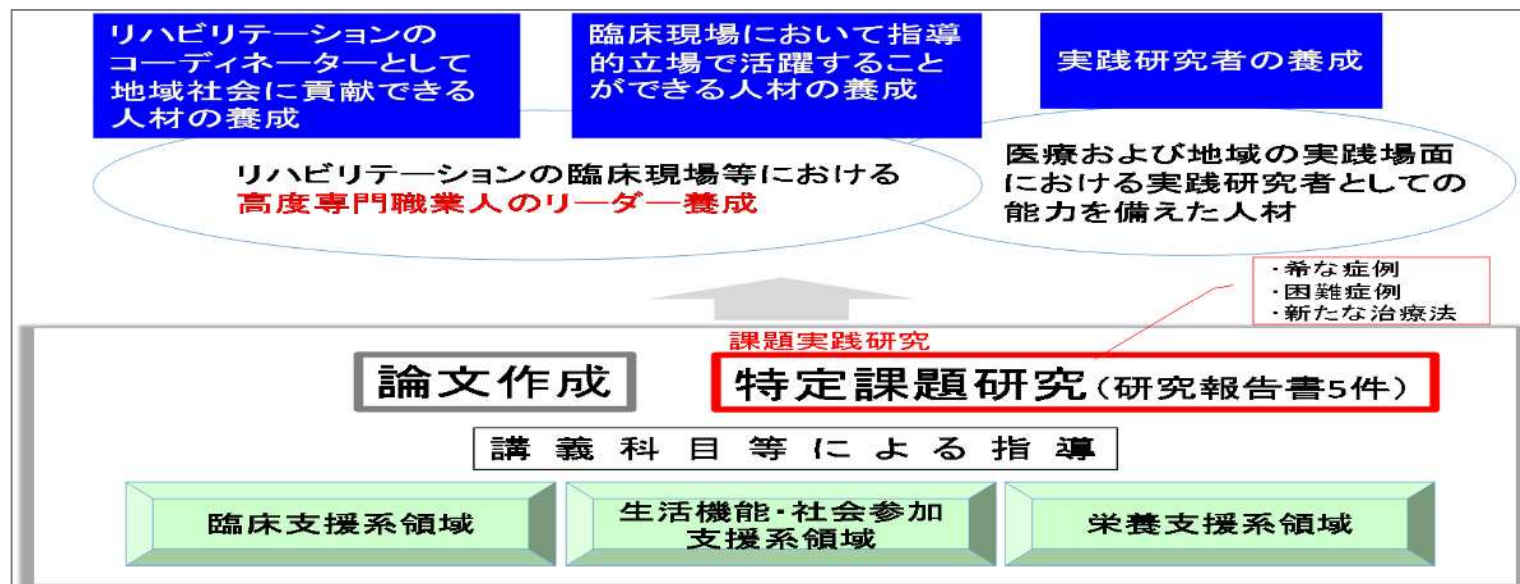 リハビリテーションの
コーディネーターとして
地域社会に貢献できる
人材の養成
臨床現場において指導
的立場で活躍すること
ができる人材の養成
実践研究者の養成
リハビリテーションの臨床現場等における
高度専門職業人のリーダー養成
医療および地域の実践場面
における実践研究者としての
能力を備えた人材
・希な症例
・困難症例
・新たな治療法
課題実践研究
論文作成
特定課題研究(研究報告書5件)
講義科目等による指導
臨床支援系領域
生活機能・社会参加
支援系領域
栄養支援系領域